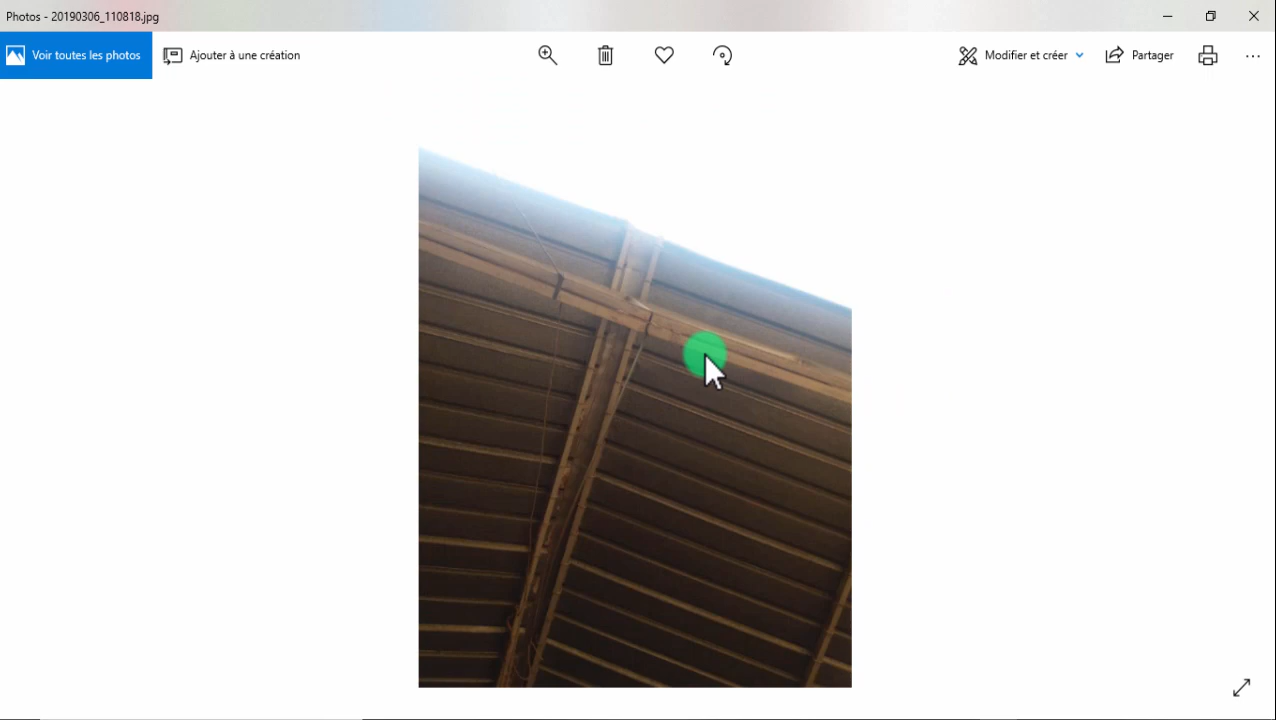 Photos - 20190306_110818.jpg
Voir toutes les photos
Ajouter à une création
Modifier et créer
Partager